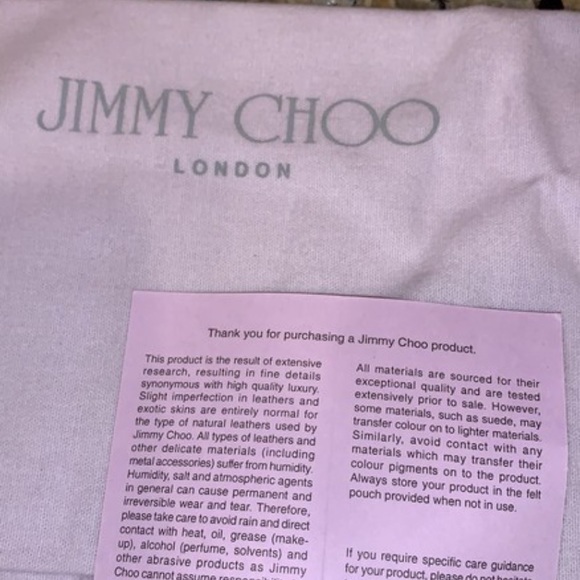 JIMMY CHOO
LONDON
Thank you for purchasing a Jimmy Choo product.
This product is the result of extensive
research, resulting in fine details
synonymous with high quality luxury.
Slight imperfection in leathers and
exotic skins are entirely normal for
the type of natural leathers used by
Jimmy Choo. All types of leathers and
other delicate materials (including
metal accessories) suffer from humidity.
Humidity, salt and atmospheric agents
in general can cause permanent and
irreversible wear and tear. Therefore,
please take care to avoid rain and direct
contact with heat, oil, grease (make-
up), alcohol (perfume, solvents) and
other abrasive products as Jimmy
Choo cannot assume
All materials are sourced for their
exceptional quality and are tested
extensively prior to sale. However,
some materials, such as suede, may
transfer colour on to lighter materials.
Similarly, avoid contact with any
materials which may transfer their
colour pigments on to the product.
Always store your product in the felt
pouch provided when not in use.
If you require specific care guidance
for your product, please do not